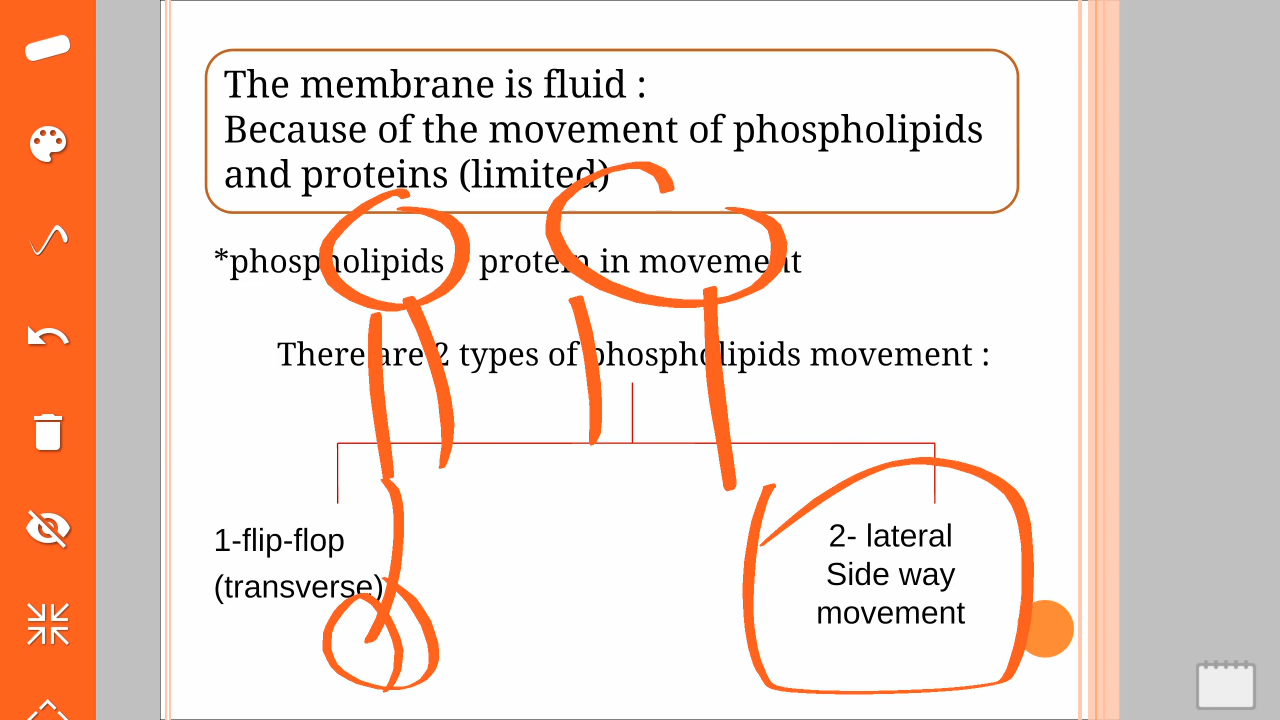 The membrane is fluid :
Because of the movement of phospholipids
and proteins (limited)
*phospholipids protein in movement
There are 2 types of phospholipids movement :
1-flip-flop
(transverse)
2- lateral
Side way
movement